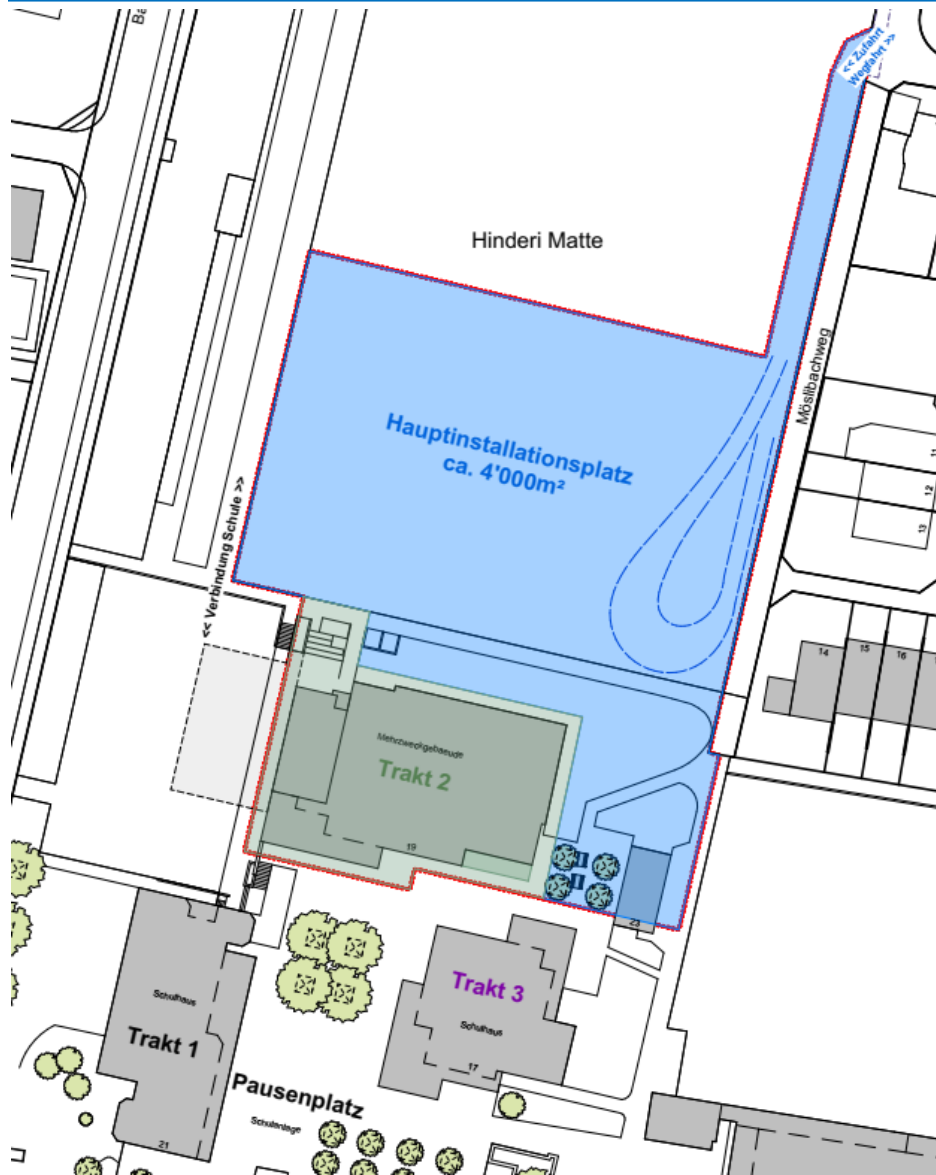 Ba
<< Zufahrt
Wegfahrt >>
Hinderi Matte
Möslibachweg
Hauptinstallationsplatz
ca. 4'000m²
11
12
13
<< Verbindung Schule >>
14
15
16
Mehrzweckgebaeude
Trakt 2
19
23
Trakt 3
Schulhaus
17
Schulhaus
Trakt 1
21
Pausenplatz
Schulanlage